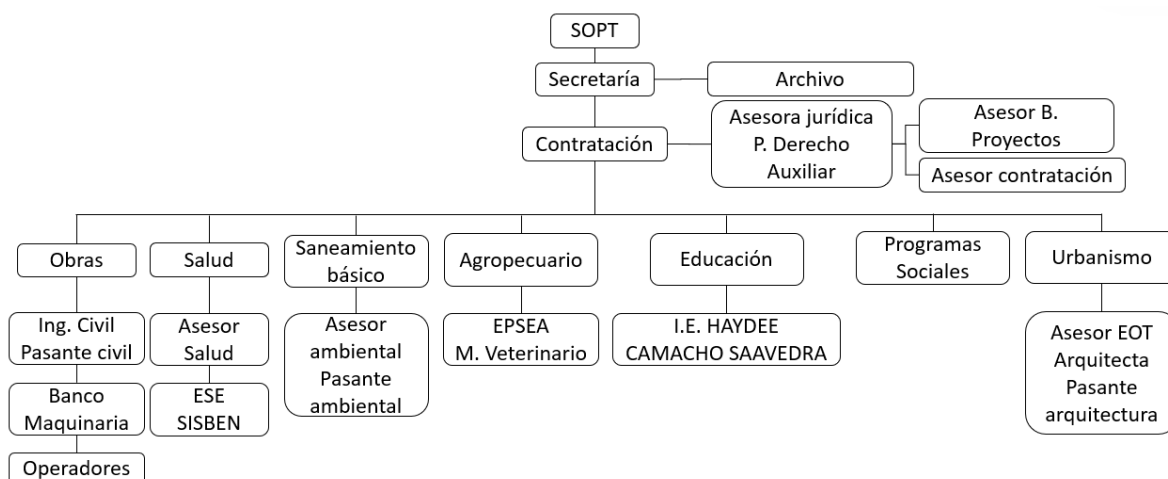 SOPT
Secretaría
Archivo
Contratación
Asesora jurídica
P. Derecho
Auxiliar
Asesor B.
Proyectos
Asesor contratación
Obras
Salud
Saneamiento
básico
Agropecuario
Educación
Programas
Sociales
Urbanismo
Ing. Civil
Pasante civil
Asesor
Salud
Asesor
ambiental
Pasante
ambiental
EPSEA
M. Veterinario
I.E. HAYDEE
CAMACHO SAAVEDRA
Asesor EOT
Arquitecta
Pasante
arquitectura
Banco
Maquinaria
ESE
SISBEN
Operadores